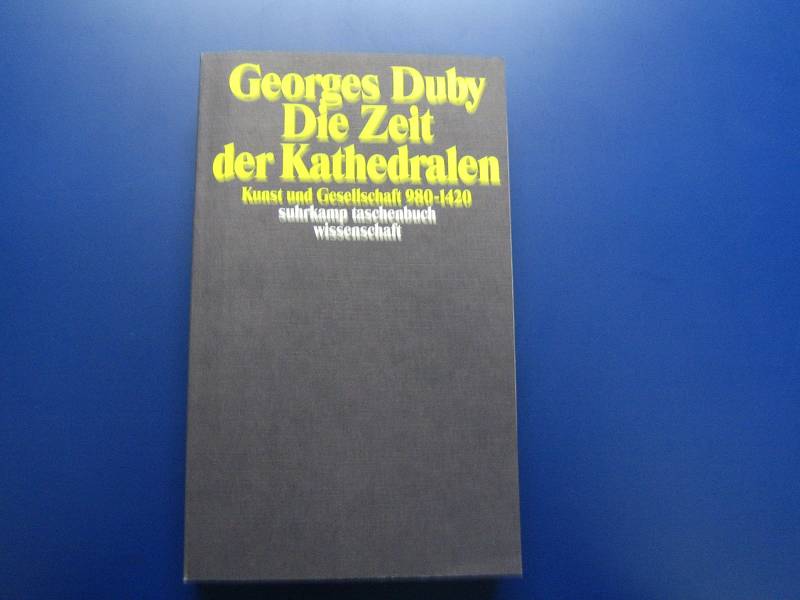 Georges Duby
Die Zeit
der Kathedralen
Kunst und Gesellschaft 980-1420
suhrkamp taschenbuch
wissenschaft